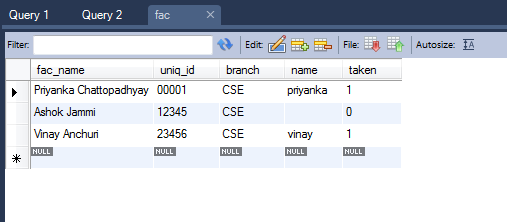 Query 1 Query 2 fac
Filter: Edit: File: Autosize:
fac_name uniq_id branch name taken
Priyanka Chattopadhyay 00001 CSE priyanka 1
Ashok Jammi 12345 CSE 0
Vinay Anchuri 23456 CSE vinay 1
NULL NULL NULL NULL NULL